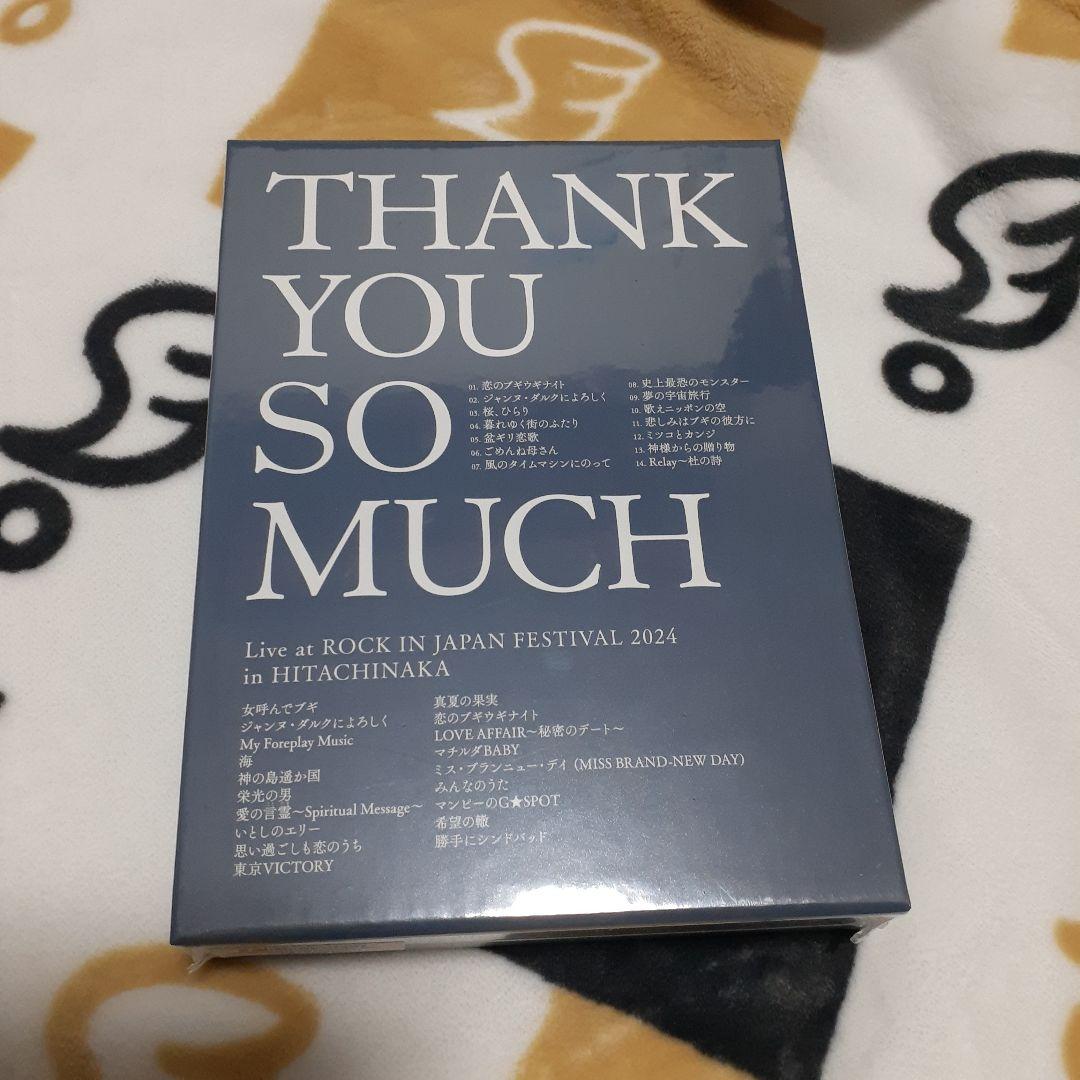 THANK
YOU
SO
01. 恋のブギウギナイト
02. ジャンヌ・ダルクによろしく
03. 桜、ひらり
04. 暮れゆく街のふたり
05. 盆ギリ恋歌
06. ごめんね母さん
07. 風のタイムマシンにのって
08. 史上最恐のモンスター
09. 夢の宇宙旅行
10. 歌えニッポンの空
11. 悲しみはブギの彼方に
12. ミツコとカンジ
13. 神様からの贈り物
14. Relay〜杜の詩
MUCH
Live at ROCK IN JAPAN FESTIVAL 2024
in HITACHINAKA
女呼んでブギ
ジャンヌ・ダルクによろしく
My Foreplay Music
海
神の島遥か国
栄光の男
愛の言霊〜Spiritual Message〜
いとしのエリー
思い過ごしも恋のうち
東京VICTORY
真夏の果実
恋のブギウギナイト
LOVE AFFAIR〜秘密のデート〜
マチルダBABY
ミス・ブランニュー・デイ (MISS BRAND-NEW DAY)
みんなのうた
マンピーのG★SPOT
希望の轍
勝手にシンドバッド